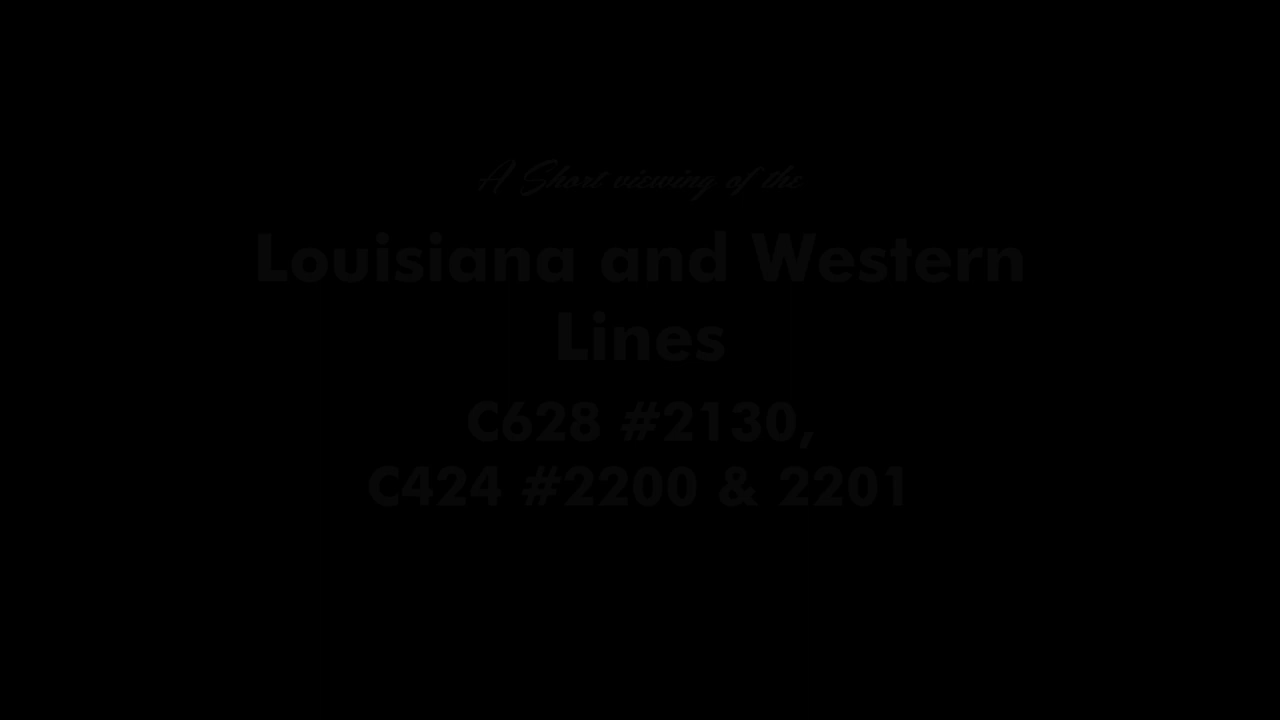 A Short viewing of the
Louisiana and Western
Lines
C628 #2130,
C424 #2200 & 2201